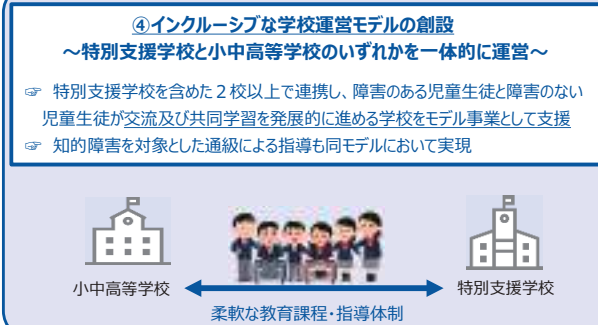 ④インクルーシブな学校運営モデルの創設
～特別支援学校と小中高等学校のいずれかを一体的に運営～
☞ 特別支援学校を含めた２校以上で連携し、障害のある児童生徒と障害のない
児童生徒が交流及び共同学習を発展的に進める学校をモデル事業として支援
☞ 知的障害を対象とした通級による指導も同モデルにおいて実現
小中高等学校
特別支援学校
柔軟な教育課程・指導体制